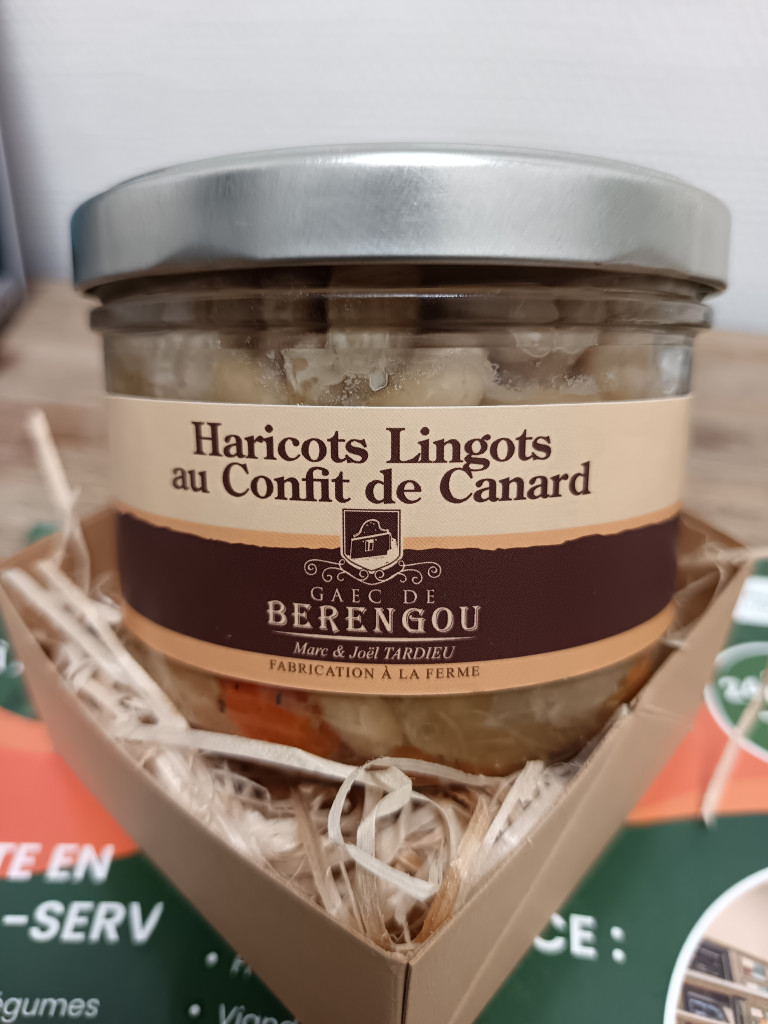 Haricots Lingots
au Confit de Canard
GAEC DE
BERENGOU
Marc & Joël TARDIEU
FABRICATION À LA FERME
TE EN
-SERV
CE :
égumes